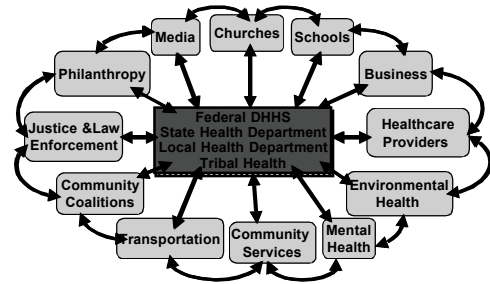 Media
Churches
Schools
Philanthropy
Business
Federal DHHS
State Health Department
Local Health Department
Tribal Health
Justice &Law
Enforcement
Healthcare
Providers
Community
Coalitions
Environmental
Health
Transportation
Community
Services
Mental
Health